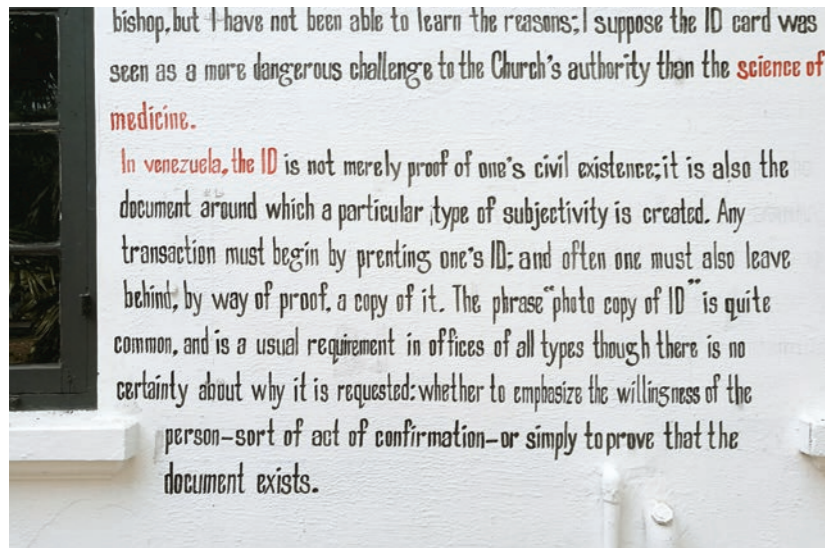 bishop, but I have not been able to learn the reasons; I suppose the ID card was
seen as a more dangerous challenge to the Church's authority than the science of
medicine.
In venezuela, the ID is not merely proof of one's civil existence; it is also the
document around which a particular type of subjectivity is created. Any
transaction must begin by prenting one's ID; and often one must also leave
behind, by way of proof, a copy of it. The phrase "photo copy of ID" is quite
common, and is a usual requirement in offices of all types though there is no
certainty about why it is requested: whether to emphasize the willingness of the
person-sort of act of confirmation-or simply to prove that the
document exists.